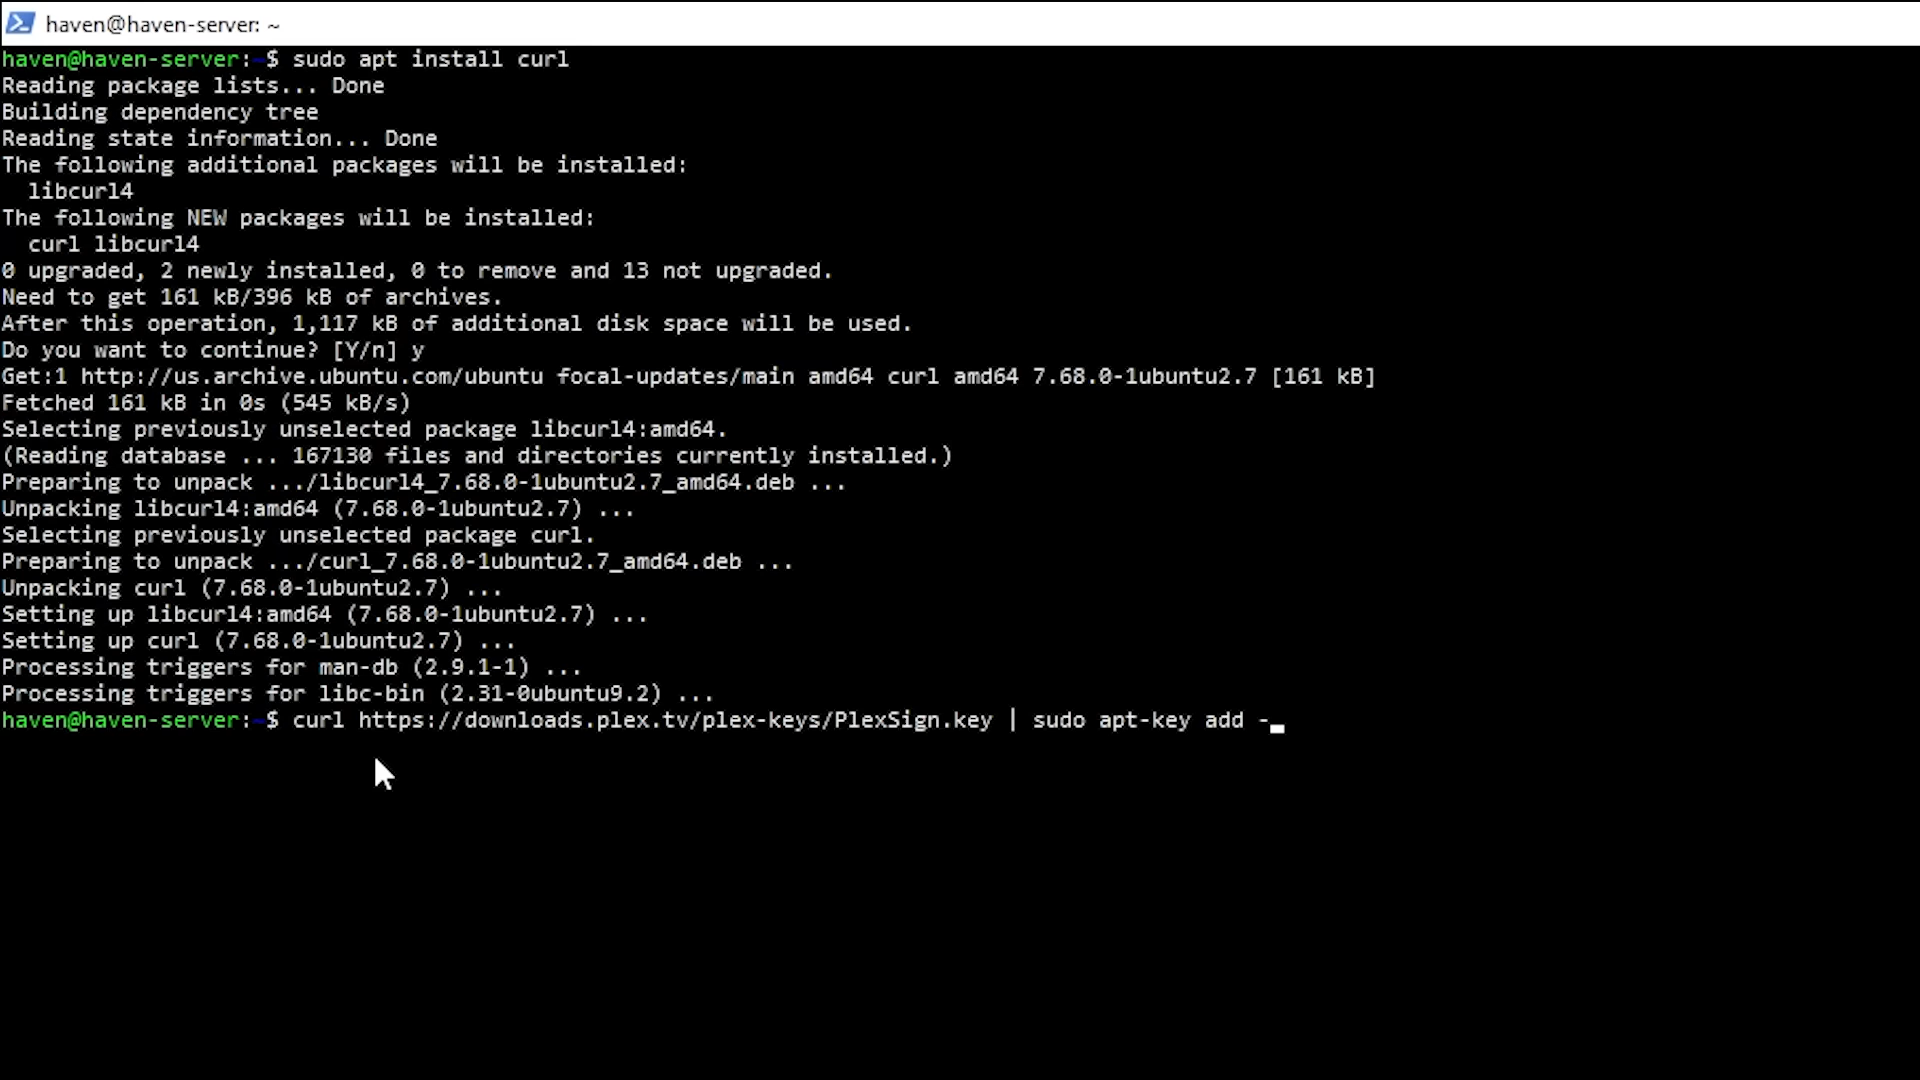 haven@haven-server: ~
haven@haven-server:~$ sudo apt install curl
Reading package lists... Done
Building dependency tree
Reading state information... Done
The following additional packages will be installed:
  libcurl4
The following NEW packages will be installed:
  curl libcurl4
0 upgraded, 2 newly installed, 0 to remove and 13 not upgraded.
Need to get 161 kB/396 kB of archives.
After this operation, 1,117 kB of additional disk space will be used.
Do you want to continue? [Y/n] y
Get:1 http://us.archive.ubuntu.com/ubuntu focal-updates/main amd64 curl amd64 7.68.0-1ubuntu2.7 [161 kB]
Fetched 161 kB in 0s (545 kB/s)
Selecting previously unselected package libcurl4:amd64.
(Reading database ... 167130 files and directories currently installed.)
Preparing to unpack .../libcurl4_7.68.0-1ubuntu2.7_amd64.deb ...
Unpacking libcurl4:amd64 (7.68.0-1ubuntu2.7) ...
Selecting previously unselected package curl.
Preparing to unpack .../curl_7.68.0-1ubuntu2.7_amd64.deb ...
Unpacking curl (7.68.0-1ubuntu2.7) ...
Setting up libcurl4:amd64 (7.68.0-1ubuntu2.7) ...
Setting up curl (7.68.0-1ubuntu2.7) ...
Processing triggers for man-db (2.9.1-1) ...
Processing triggers for libc-bin (2.31-0ubuntu9.2) ...
haven@haven-server:~$ curl https://downloads.plex.tv/plex-keys/PlexSign.key | sudo apt-key add -